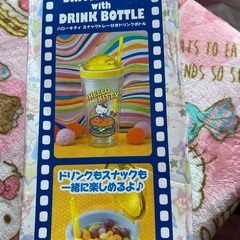 with
DRINK BOTTLE
ハローキティ スナックトレー付きドリンクボトル
HELLO KITTY
ドリンクもスナックも
一緒に楽しめるよ♪